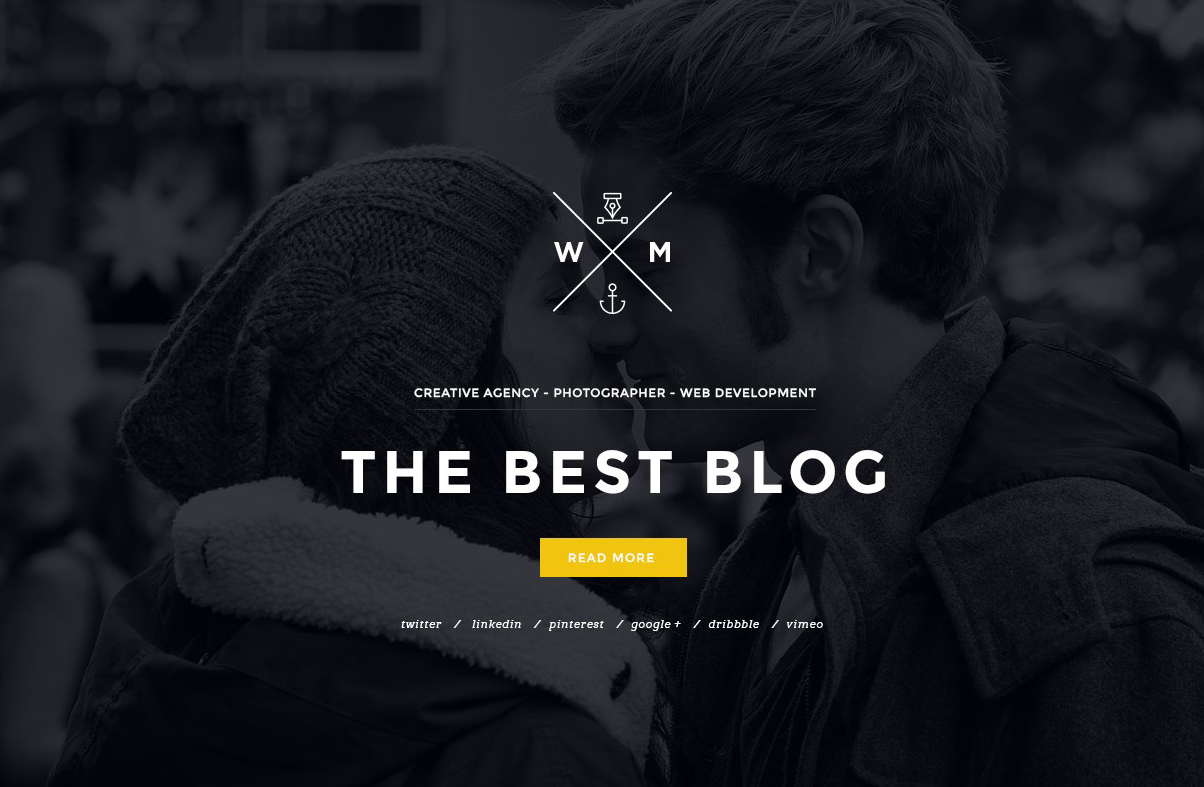 W M
CREATIVE AGENCY - PHOTOGRAPHER - WEB DEVELOPMENT
THE BEST BLOG
READ MORE
twitter / linkedin / pinterest / google + / dribbble / vimeo